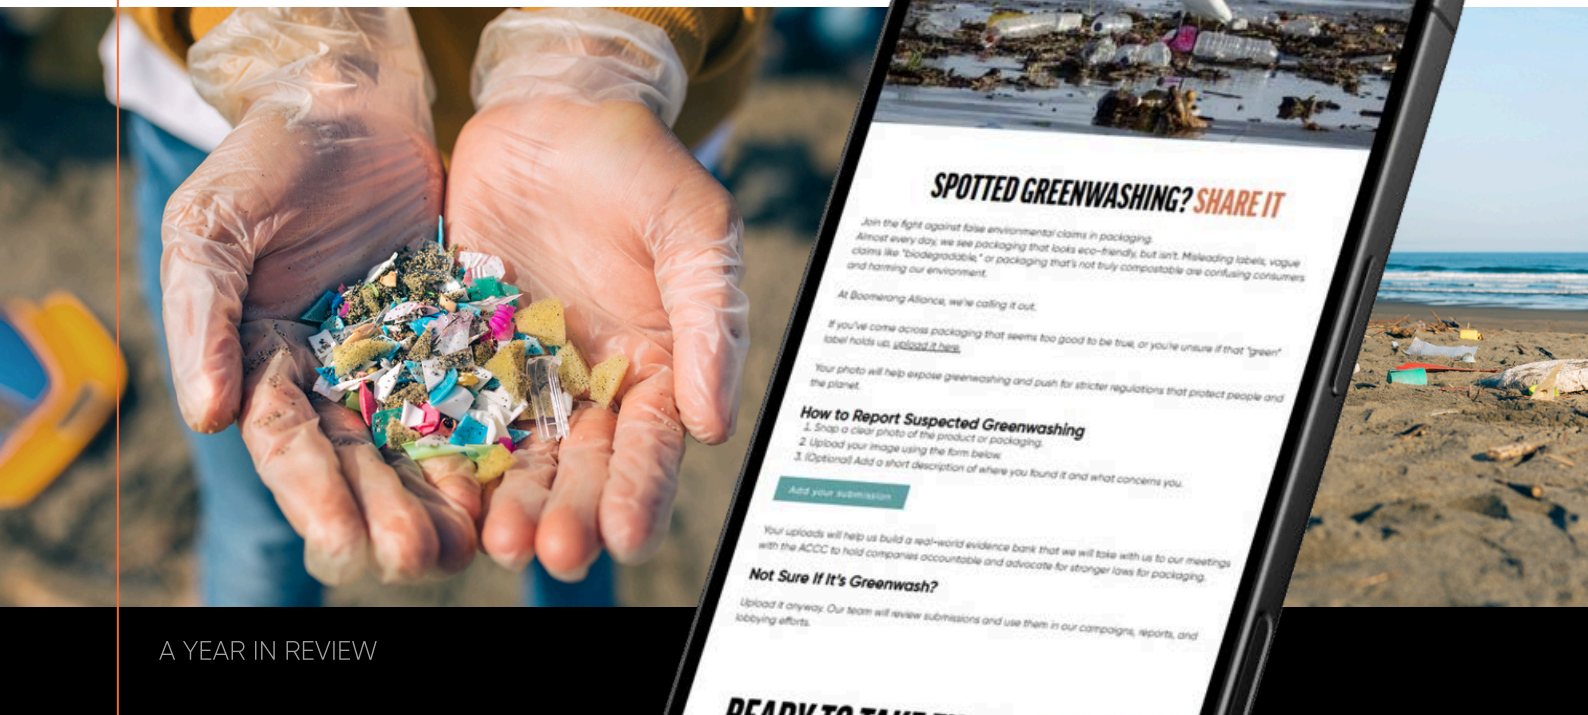 SPOTTED GREENWASHING? SHARE IT
Join the fight against false environmental claims in packaging.
Almost every day, we see packaging that looks eco-friendly, but isn't. Misleading labels, vague
claims like "biodegradable," or packaging that's not truly compostable are confusing consumers
and harming our environment.
At Boomerang Alliance, we're calling it out.
If you've come across packaging that seems too good to be true, or you're unsure if that "green"
label holds up, upload it here.
Your photo will help expose greenwashing and push for stricter regulations that protect people and
the planet.
How to Report Suspected Greenwashing
1. Snap a clear photo of the product or packaging.
2. Upload your image using the form below.
3. (Optional) Add a short description of where you found it and what concerns you.
Add your submission
Your uploads will help us build a real-world evidence bank that we will take with us to our meetings
with the ACCC to hold companies accountable and advocate for stronger laws for packaging.
Not Sure If It's Greenwash?
Upload it anyway. Our team will review submissions and use them in our campaigns, reports, and
lobbying efforts.
READY TO TAKE
A YEAR IN REVIEW